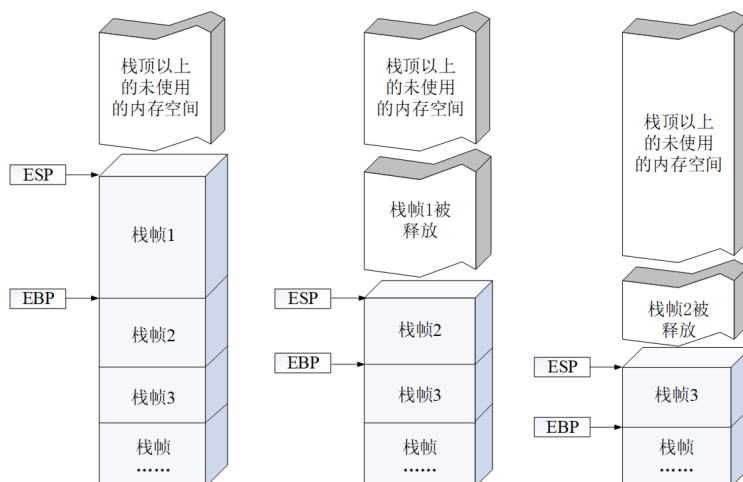 栈顶以上
的未使用
的内存空间
ESP
栈帧1
EBP
栈帧2
栈帧3
栈帧
……
栈顶以上
的未使用
的内存空间
栈帧1被
释放
ESP
栈帧2
EBP
栈帧3
栈帧
……
栈顶以上
的未使用
的内存空间
栈帧2被
释放
ESP
栈帧3
EBP
栈帧
……